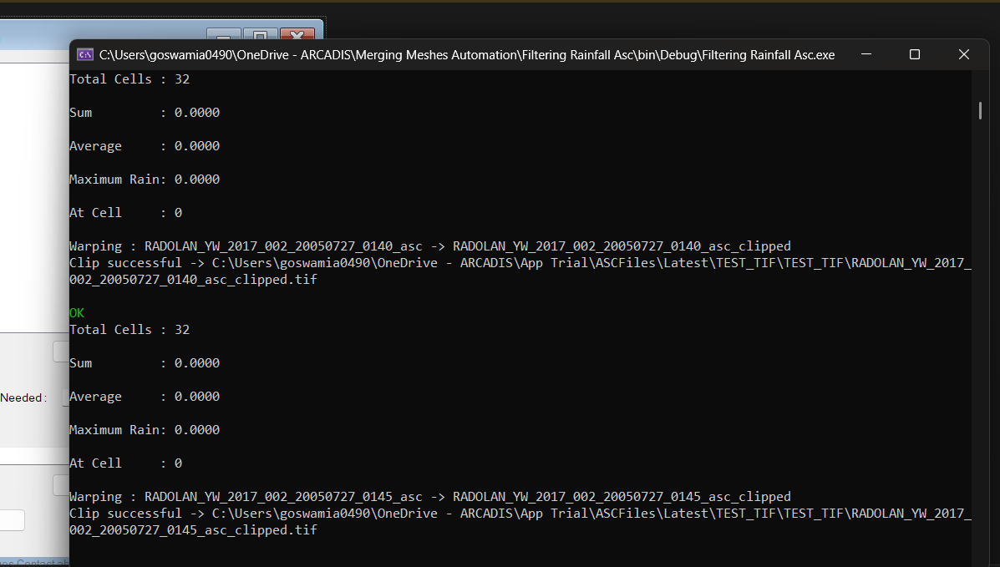 C:\Users\goswamia0490\OneDrive - ARCADIS\Merging Meshes Automation\Filtering Rainfall Asc\bin\Debug\Filtering Rainfall Asc.exe
Total Cells : 32
Sum         : 0.0000
Average     : 0.0000
Maximum Rain: 0.0000
At Cell     : 0
Warping : RADOLAN_YW_2017_002_20050727_0140_asc -> RADOLAN_YW_2017_002_20050727_0140_asc_clipped
Clip successful -> C:\Users\goswamia0490\OneDrive - ARCADIS\App Trial\ASCFiles\Latest\TEST_TIF\TEST_TIF\RADOLAN_YW_2017_
002_20050727_0140_asc_clipped.tif
OK
Total Cells : 32
Sum         : 0.0000
Needed :
Average     : 0.0000
Maximum Rain: 0.0000
At Cell     : 0
Warping : RADOLAN_YW_2017_002_20050727_0145_asc -> RADOLAN_YW_2017_002_20050727_0145_asc_clipped
Clip successful -> C:\Users\goswamia0490\OneDrive - ARCADIS\App Trial\ASCFiles\Latest\TEST_TIF\TEST_TIF\RADOLAN_YW_2017_
002_20050727_0145_asc_clipped.tif